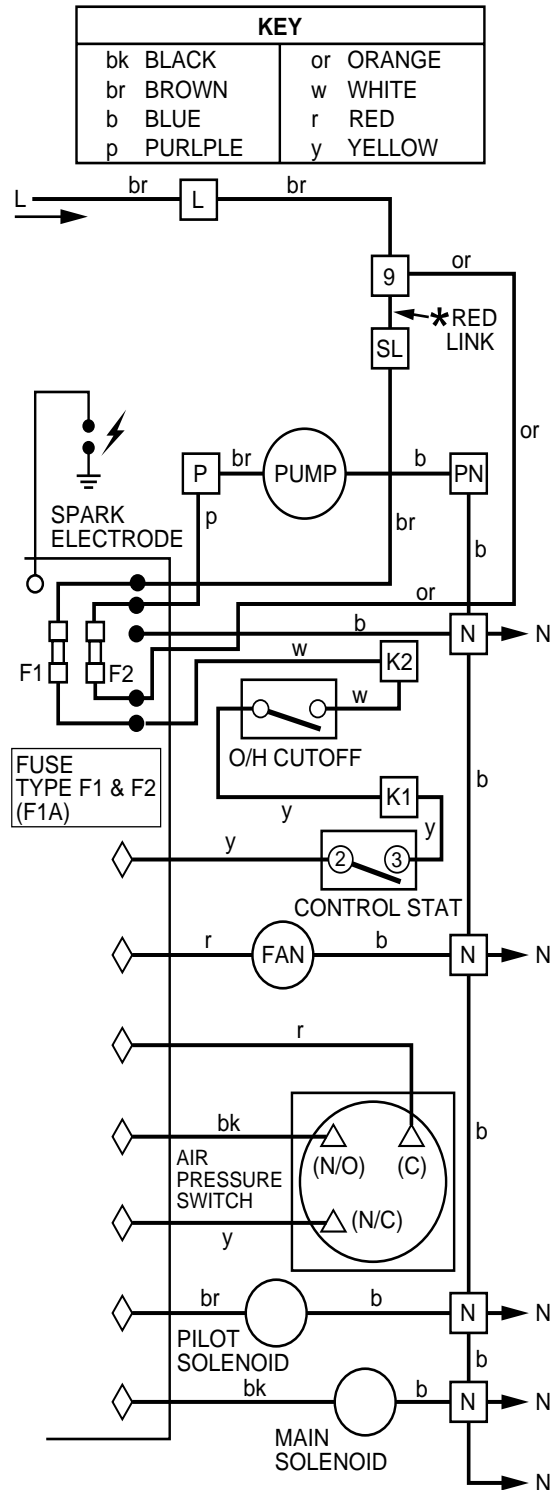 KEY
bk BLACK
br BROWN
b BLUE
p PURLPLE
or ORANGE
w WHITE
r RED
y YELLOW
L
br
L
br
9
or
*RED
LINK
SL
or
SPARK
ELECTRODE
P
br
PUMP
b
PN
p
br
b
or
b
N
N
F1
F2
w
K2
w
O/H CUTOFF
FUSE
TYPE F1 & F2
(F1A)
b
K1
y
y
y
2
3
CONTROL STAT
r
FAN
b
N
N
r
bk
(N/O)
(C)
b
AIR
PRESSURE
SWITCH
(N/C)
y
br
b
N
N
PILOT
SOLENOID
b
bk
b
N
N
MAIN
SOLENOID
N